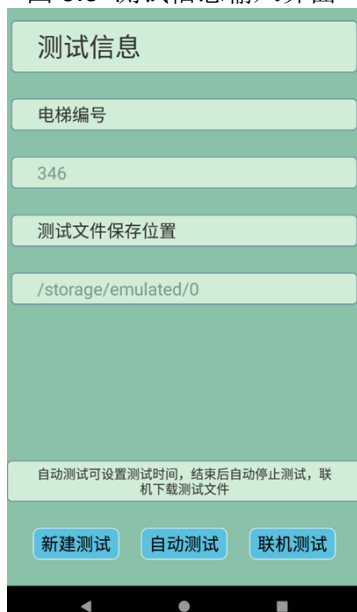 测试信息
电梯编号
346
测试文件保存位置
/storage/emulated/0
自动测试可设置测试时间，结束后自动停止测试，联
机下载测试文件
新建测试 自动测试 联机测试